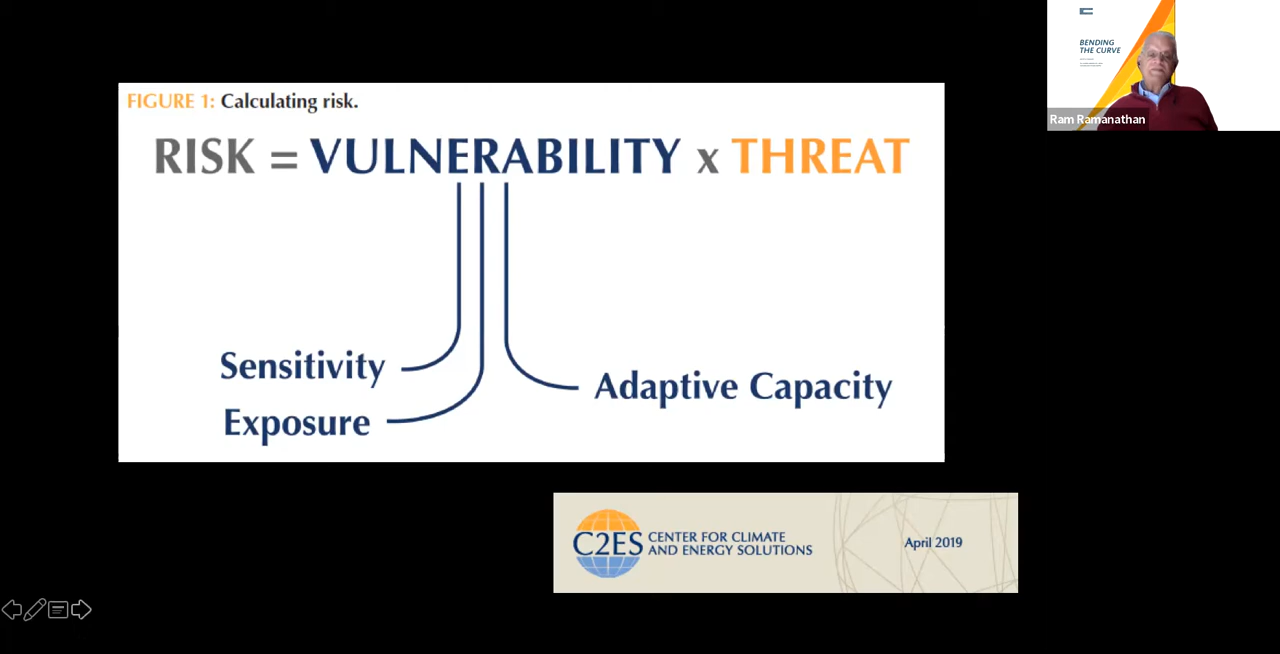 FIGURE 1: Calculating risk.
RISK = VULNERABILITY x THREAT
Sensitivity
Exposure
Adaptive Capacity
C2ES
CENTER FOR CLIMATE
AND ENERGY SOLUTIONS
April 2019
BENDING
THE CURVE
Ram Ramanathan